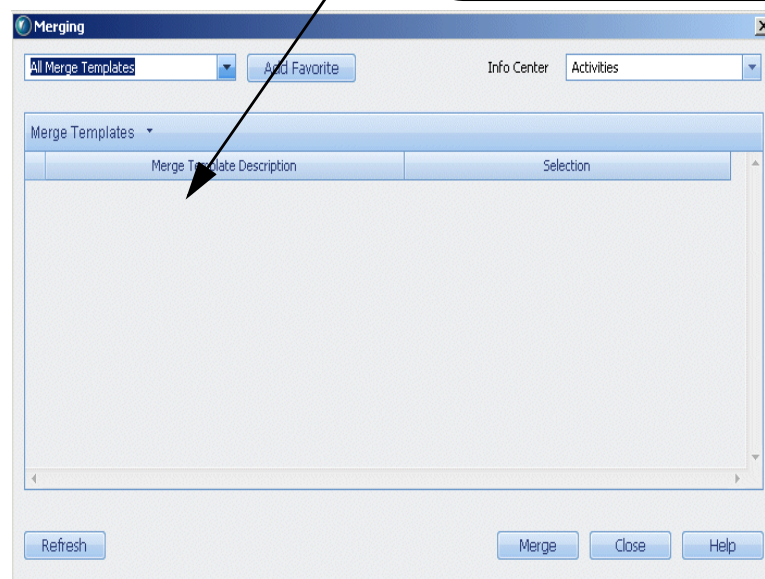 Merging
All Merge Templates Add Favorite Info Center Activities
Merge Templates
Merge Template Description Selection
Refresh Merge Close Help